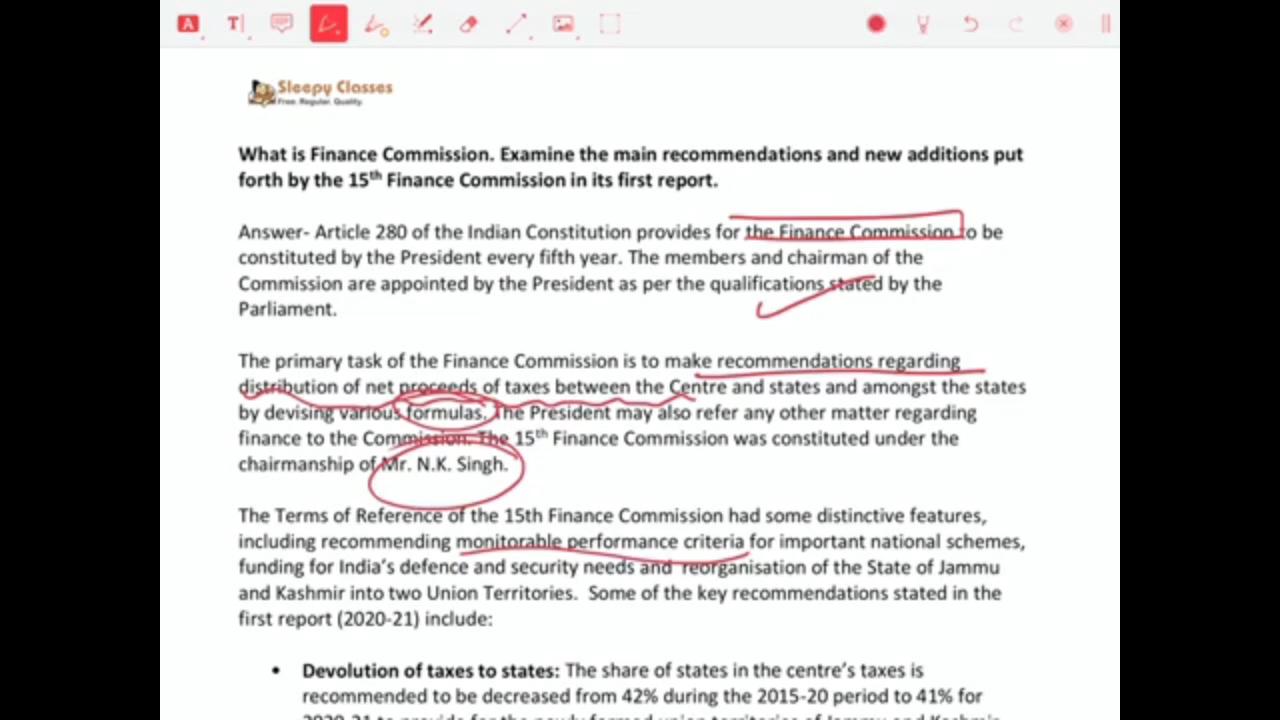 Sleepy Classes
Free. Regular. Quality.
What is Finance Commission. Examine the main recommendations and new additions put
forth by the 15th Finance Commission in its first report.
Answer- Article 280 of the Indian Constitution provides for the Finance Commission to be
constituted by the President every fifth year. The members and chairman of the
Commission are appointed by the President as per the qualifications stated by the
Parliament.
The primary task of the Finance Commission is to make recommendations regarding
distribution of net proceeds of taxes between the Centre and states and amongst the states
by devising various formulas. The President may also refer any other matter regarding
finance to the Commission. The 15th Finance Commission was constituted under the
chairmanship of Mr. N.K. Singh.
The Terms of Reference of the 15th Finance Commission had some distinctive features,
including recommending monitorable performance criteria for important national schemes,
funding for India's defence and security needs and reorganisation of the State of Jammu
and Kashmir into two Union Territories. Some of the key recommendations stated in the
first report (2020-21) include:
• Devolution of taxes to states: The share of states in the centre's taxes is
recommended to be decreased from 42% during the 2015-20 period to 41% for